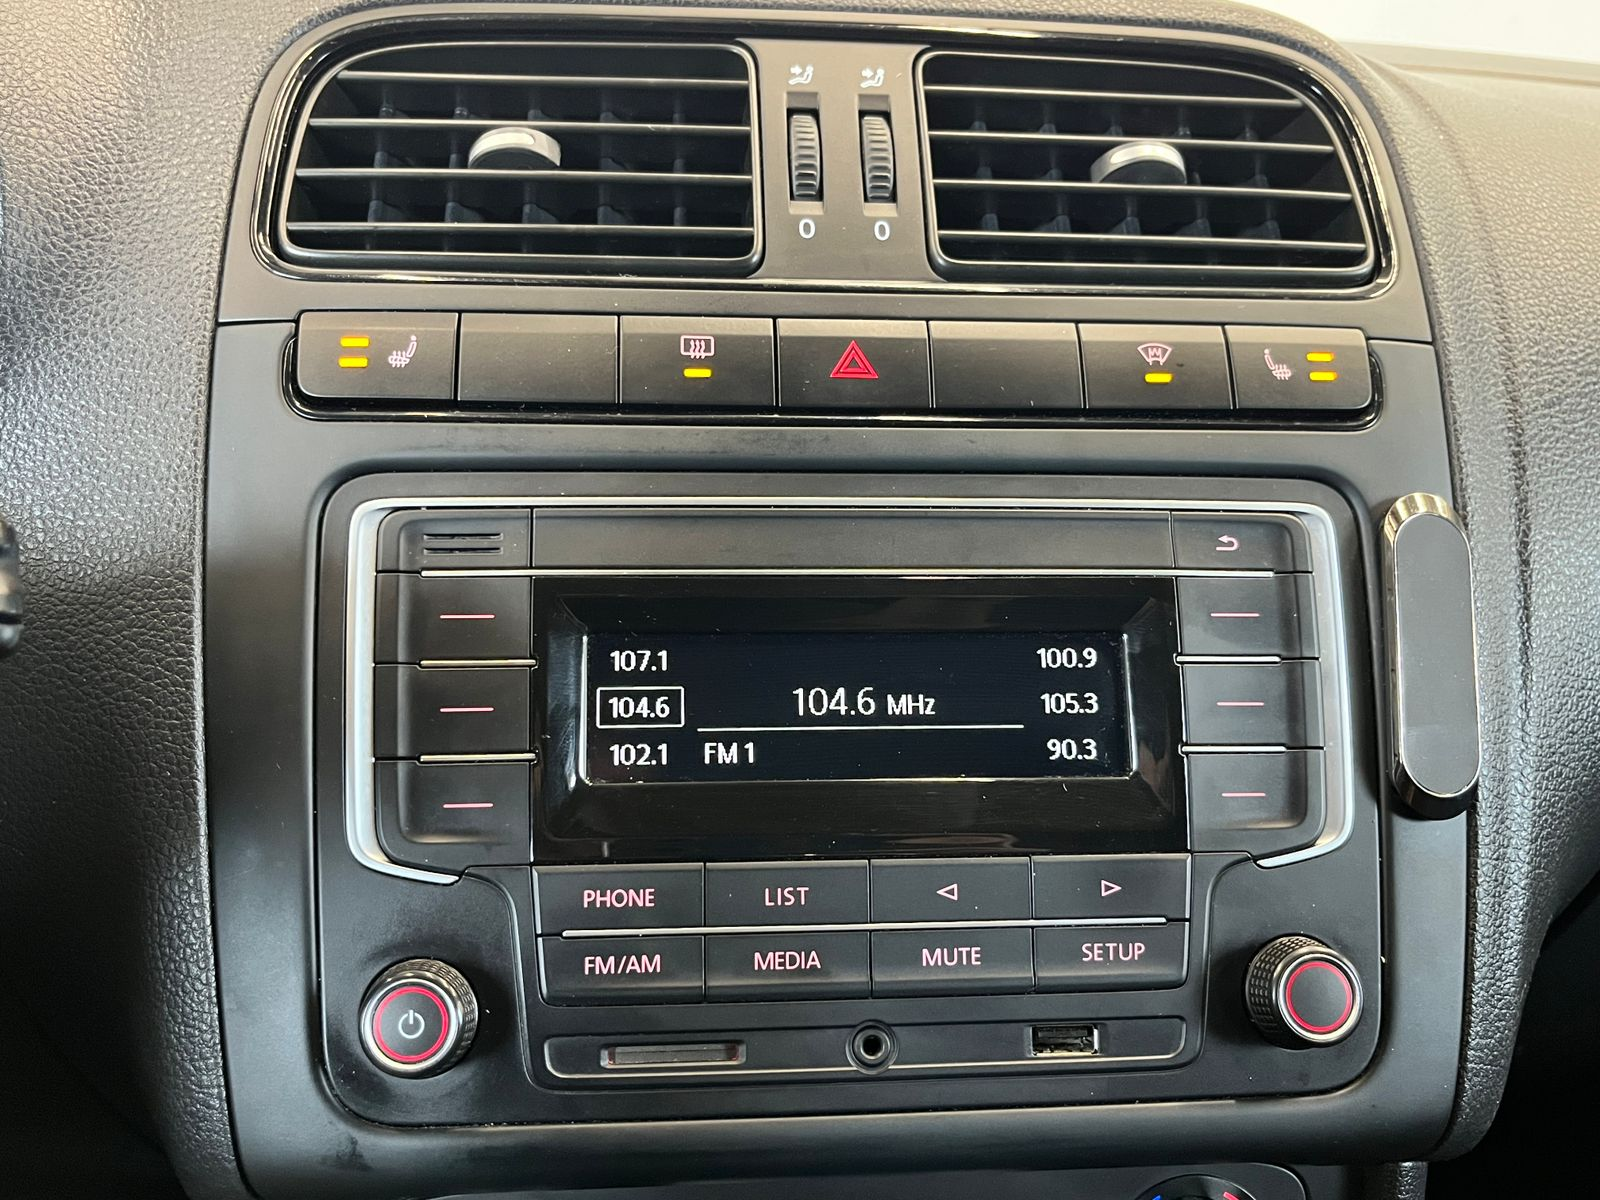 0 0
107.1 100.9
104.6 104.6 MHz 105.3
102.1 FM 1 90.3
PHONE LIST
FM/AM MEDIA MUTE SETUP